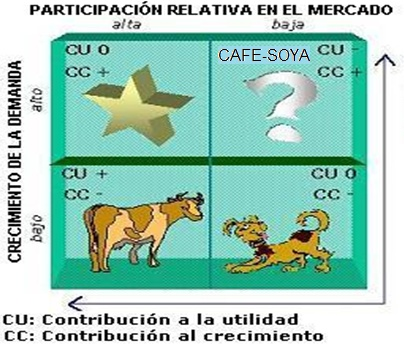 PARTICIPACIÓN RELATIVA EN EL MERCADO
alta baja
CRECIMIENTO DE LA DEMANDA
alto
bajo
CU 0
CC +
CAFE-SOYA
CU -
CC +
CU +
CC -
CU 0
CC -
CU: Contribución a la utilidad
CC: Contribución al crecimiento